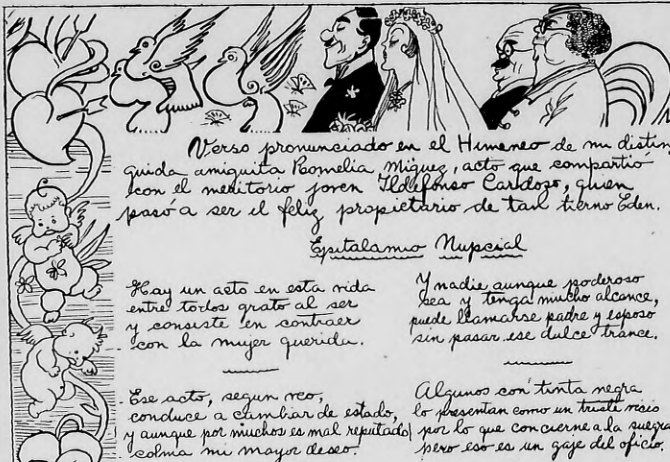 Verso pronunciado en el Himeneo de mi distin
guida amiguita Romelia Miguez, acto que compartió
con el meritorio joven Ildefonso Cardozo, quien
pasó a ser el feliz propietario de tan tierno Eden.
Epitalamio Nupcial
Hay un acto en esta vida
entre todos grato al ser
y consiste en contraer
con la mujer querida.
Ese acto, segun veo,
conduce a cambiar de estado,
y aunque por muchos es mal reputado
colma mi mayor deseo.
Y nadie aunque poderoso
sea y tenga mucho alcance,
puede llamarse padre y esposo
sin pasar ese dulce trance.
Algunos con tinta negra
lo presentan como un triste vicio
por lo que concierne a la suegra
pero eso es un gaje del oficio.